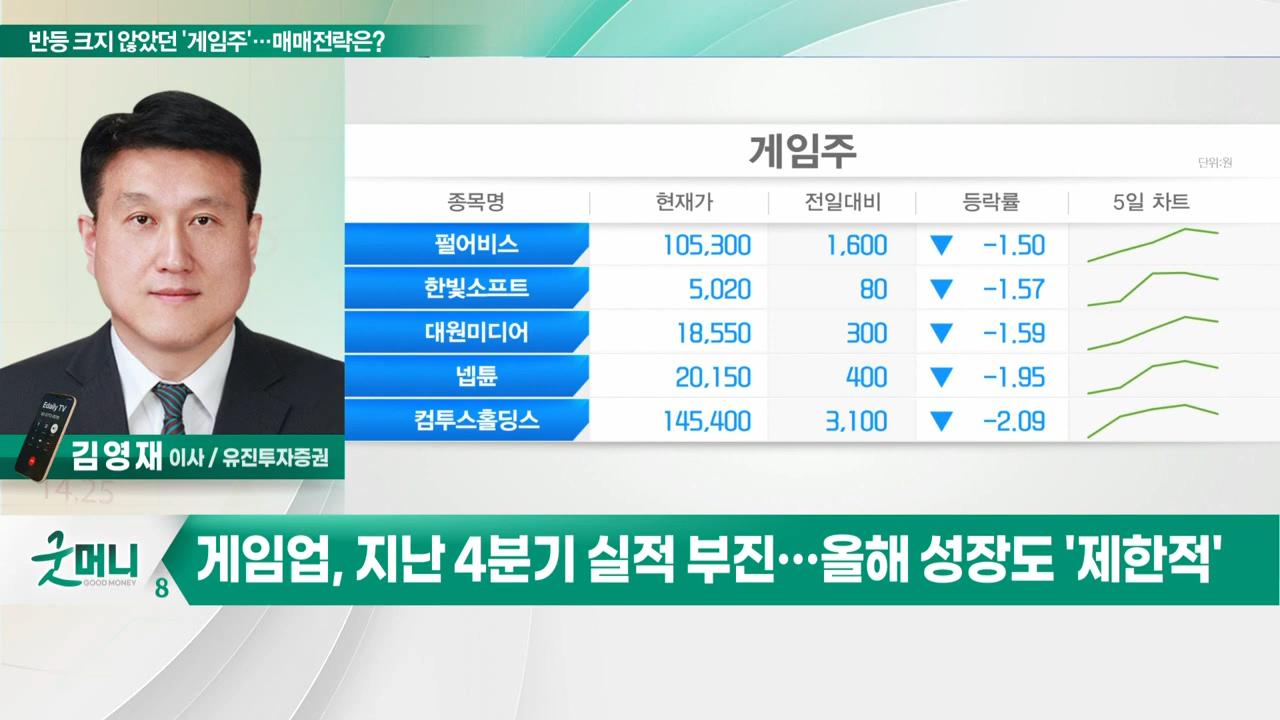 반등 크지 않았던 '게임주'…매매전략은?
게임주
단위:원
종목명 현재가 전일대비 등락률 5일 차트
펄어비스 105,300 1,600 ▼ -1.50
한빛소프트 5,020 80 ▼ -1.57
대원미디어 18,550 300 ▼ -1.59
넵튠 20,150 400 ▼ -1.95
컴투스홀딩스 145,400 3,100 ▼ -2.09
Edaily TV
김영재 이사 / 유진투자증권
14.25
굿머니
GOOD MONEY
8
게임업, 지난 4분기 실적 부진…올해 성장도 '제한적'